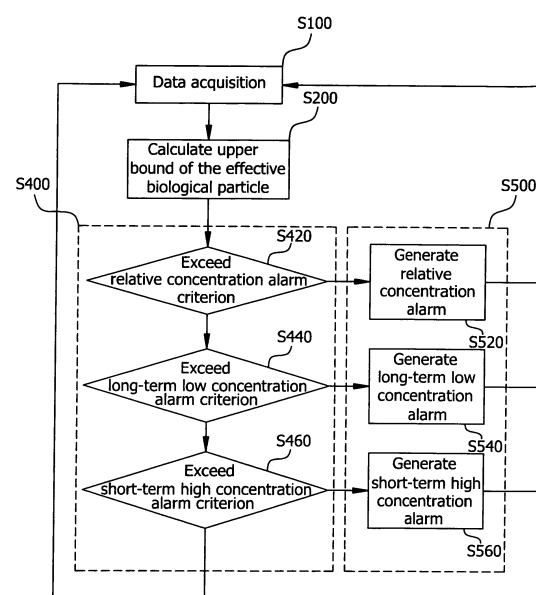 S100
Data acquisition
S200
Calculate upper
bound of the effective
biological particle
S400
S500
S420
Exceed
relative concentration alarm
criterion
Generate
relative
concentration
alarm
S520
S440
Exceed
long-term low concentration
alarm criterion
Generate
long-term low
concentration
alarm
S540
S460
Exceed
short-term high concentration
alarm criterion
Generate
short-term high
concentration
alarm
S560